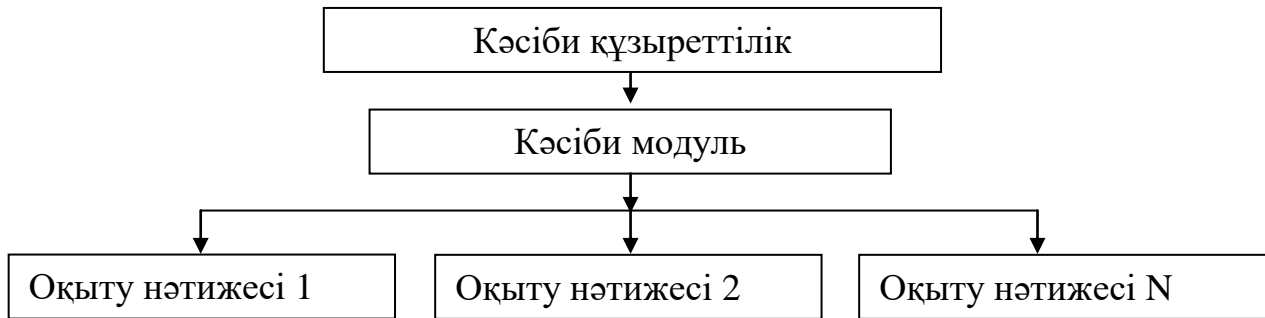 Кәсіби құзыреттілік
Кәсіби модуль
Оқыту нәтижесі 1
Оқыту нәтижесі 2
Оқыту нәтижесі N